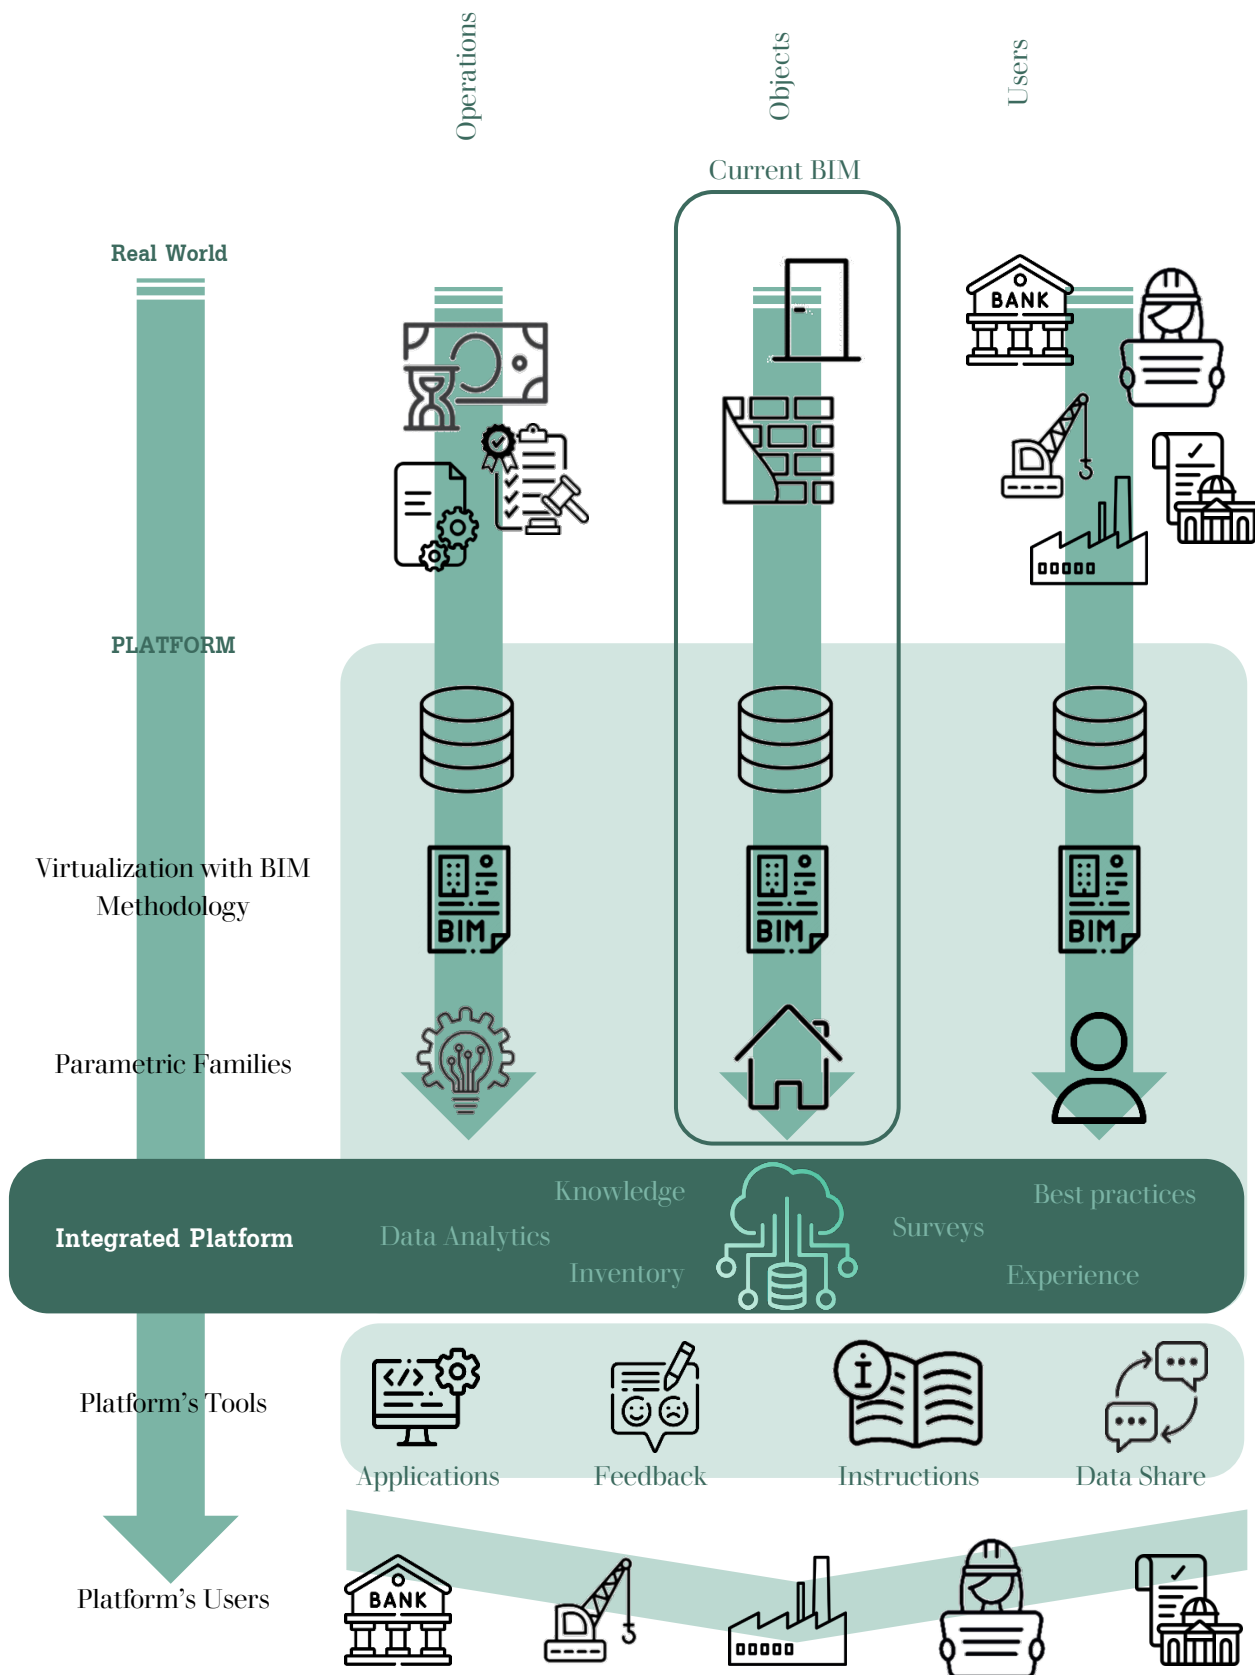 Operations
Objects
Users
Current BIM
Real World
BANK
PLATFORM
Virtualization with BIM
Methodology
BIM
BIM
BIM
Parametric Families
Integrated Platform
Knowledge
Data Analytics
Inventory
Best practices
Surveys
Experience
Platform's Tools
</>
i
Applications
Feedback
Instructions
Data Share
Platform's Users
BANK